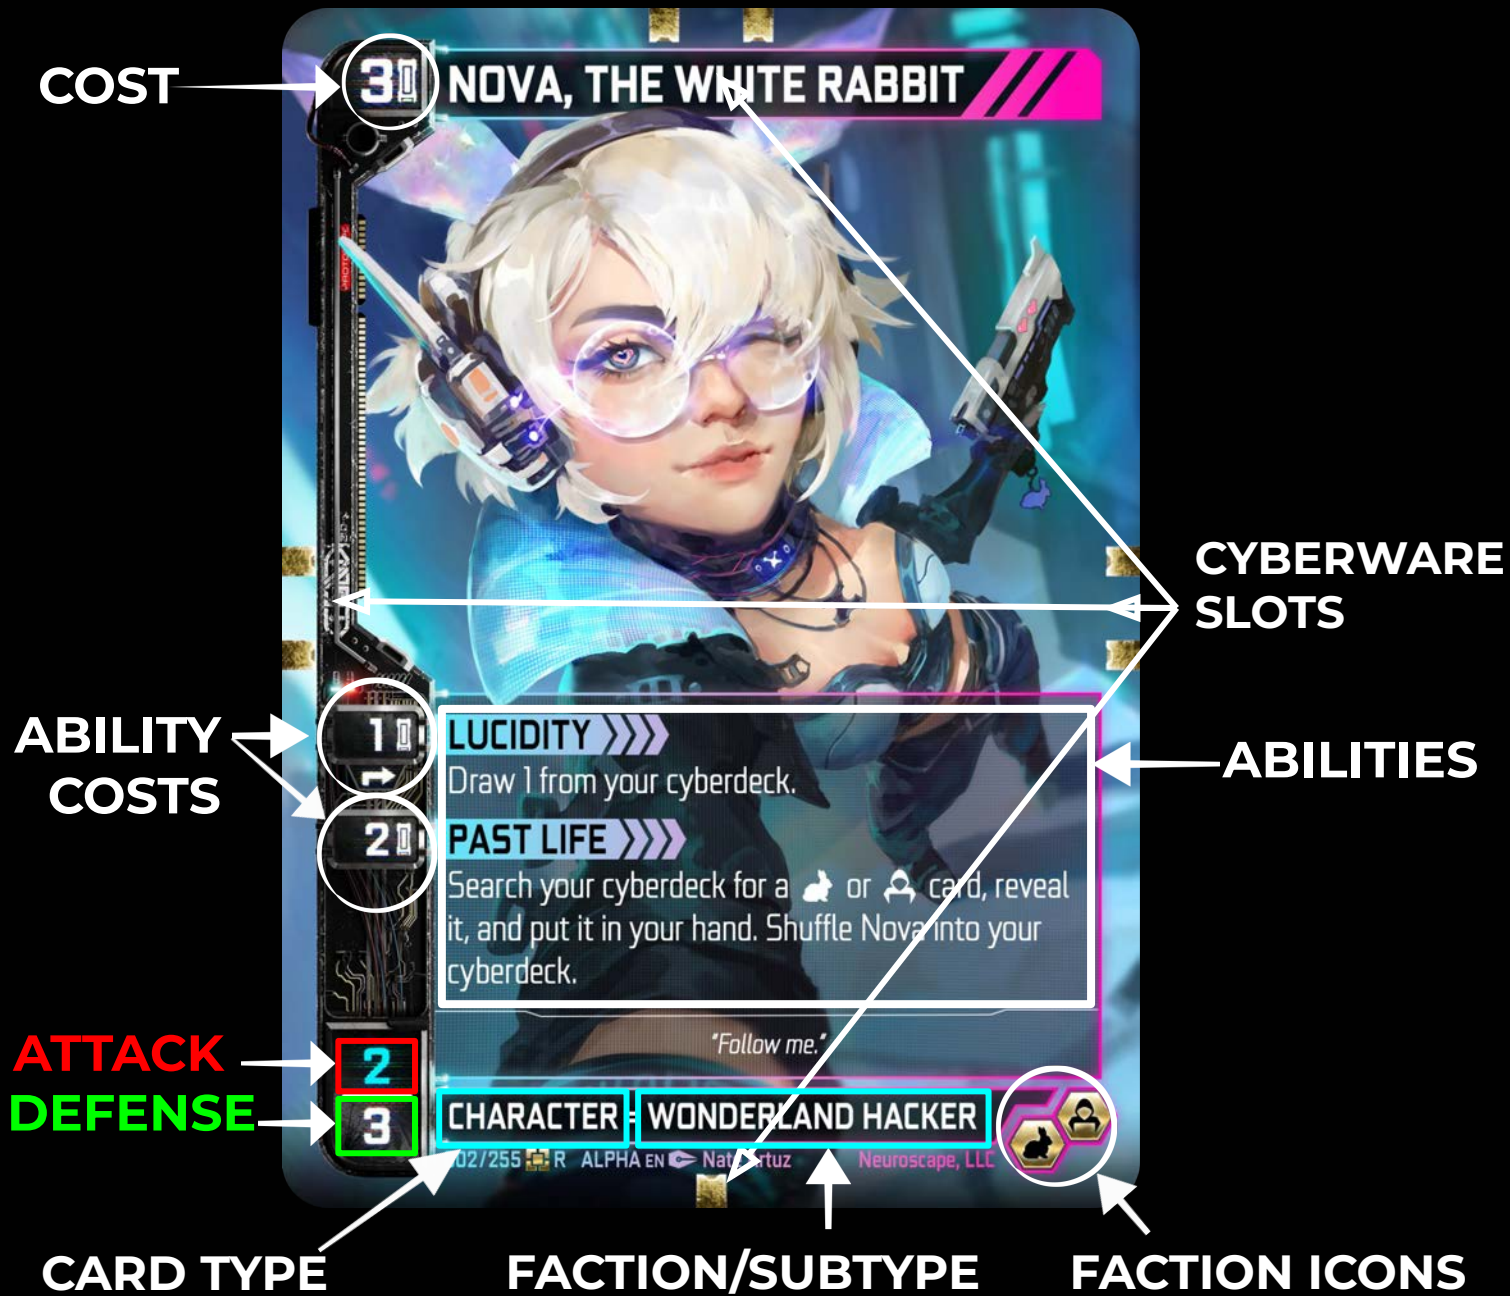 COST
3
NOVA, THE WHITE RABBIT
CYBERWARE
SLOTS
ABILITY
COSTS
1
LUCIDITY
Draw 1 from your cyberdeck.
2
PAST LIFE
Search your cyberdeck for a or card, reveal
it, and put it in your hand. Shuffle Nova into your
cyberdeck.
ABILITIES
"Follow me."
ATTACK
2
DEFENSE
3
CHARACTER
WONDERLAND HACKER
02/255 R ALPHA EN
Neuroscape, LLC
CARD TYPE
FACTION/SUBTYPE
FACTION ICONS